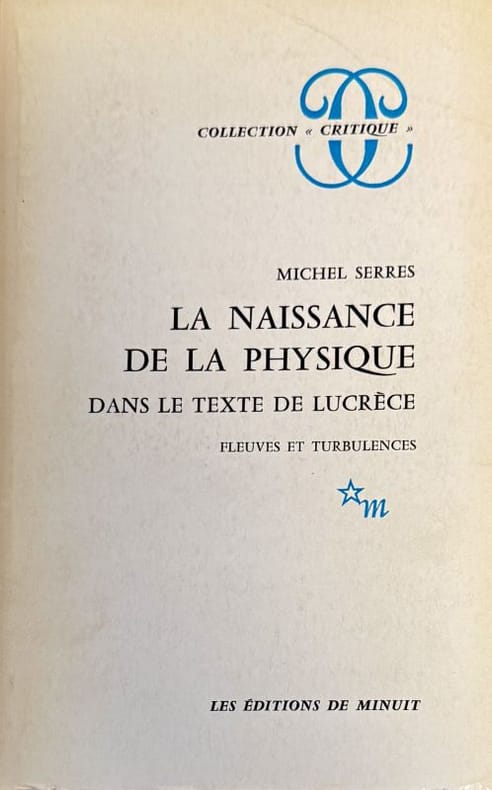 COLLECTION « CRITIQUE »
MICHEL SERRES
LA NAISSANCE
DE LA PHYSIQUE
DANS LE TEXTE DE LUCRÈCE
FLEUVES ET TURBULENCES
m
LES ÉDITIONS DE MINUIT